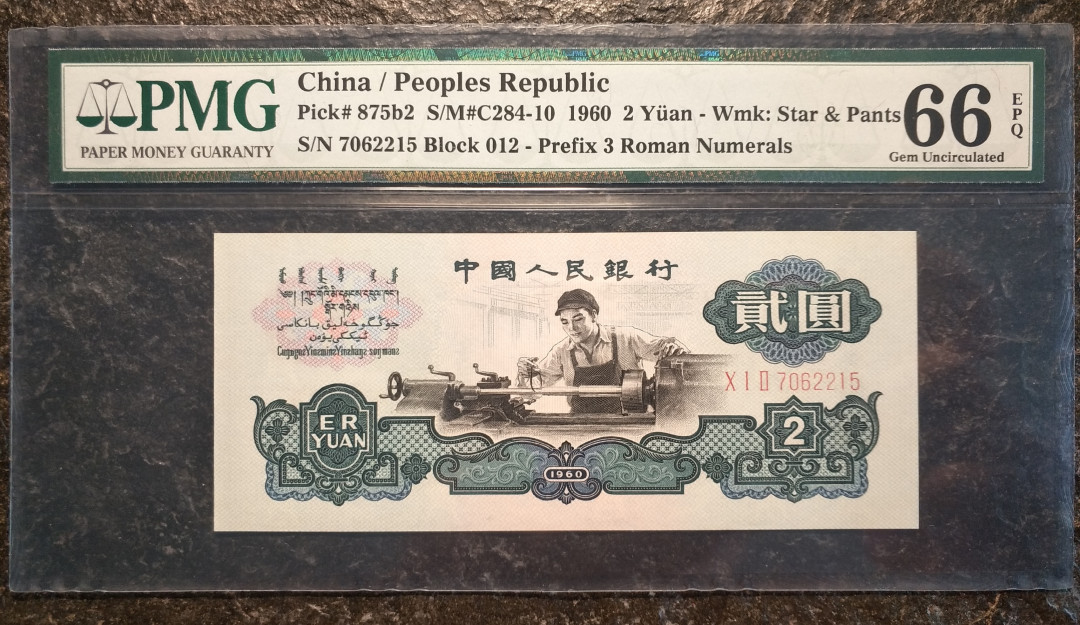 PMG
PAPER MONEY GUARANTY
China / Peoples Republic
Pick# 875b2 S/M#C284-10 1960 2 Yüan - Wmk: Star & Pants
S/N 7062215 Block 012 - Prefix 3 Roman Numerals
66
EPQ
Gem Uncirculated
中國人民銀行
貳圓
X I II 7062215
ER
YUAN
1960
2